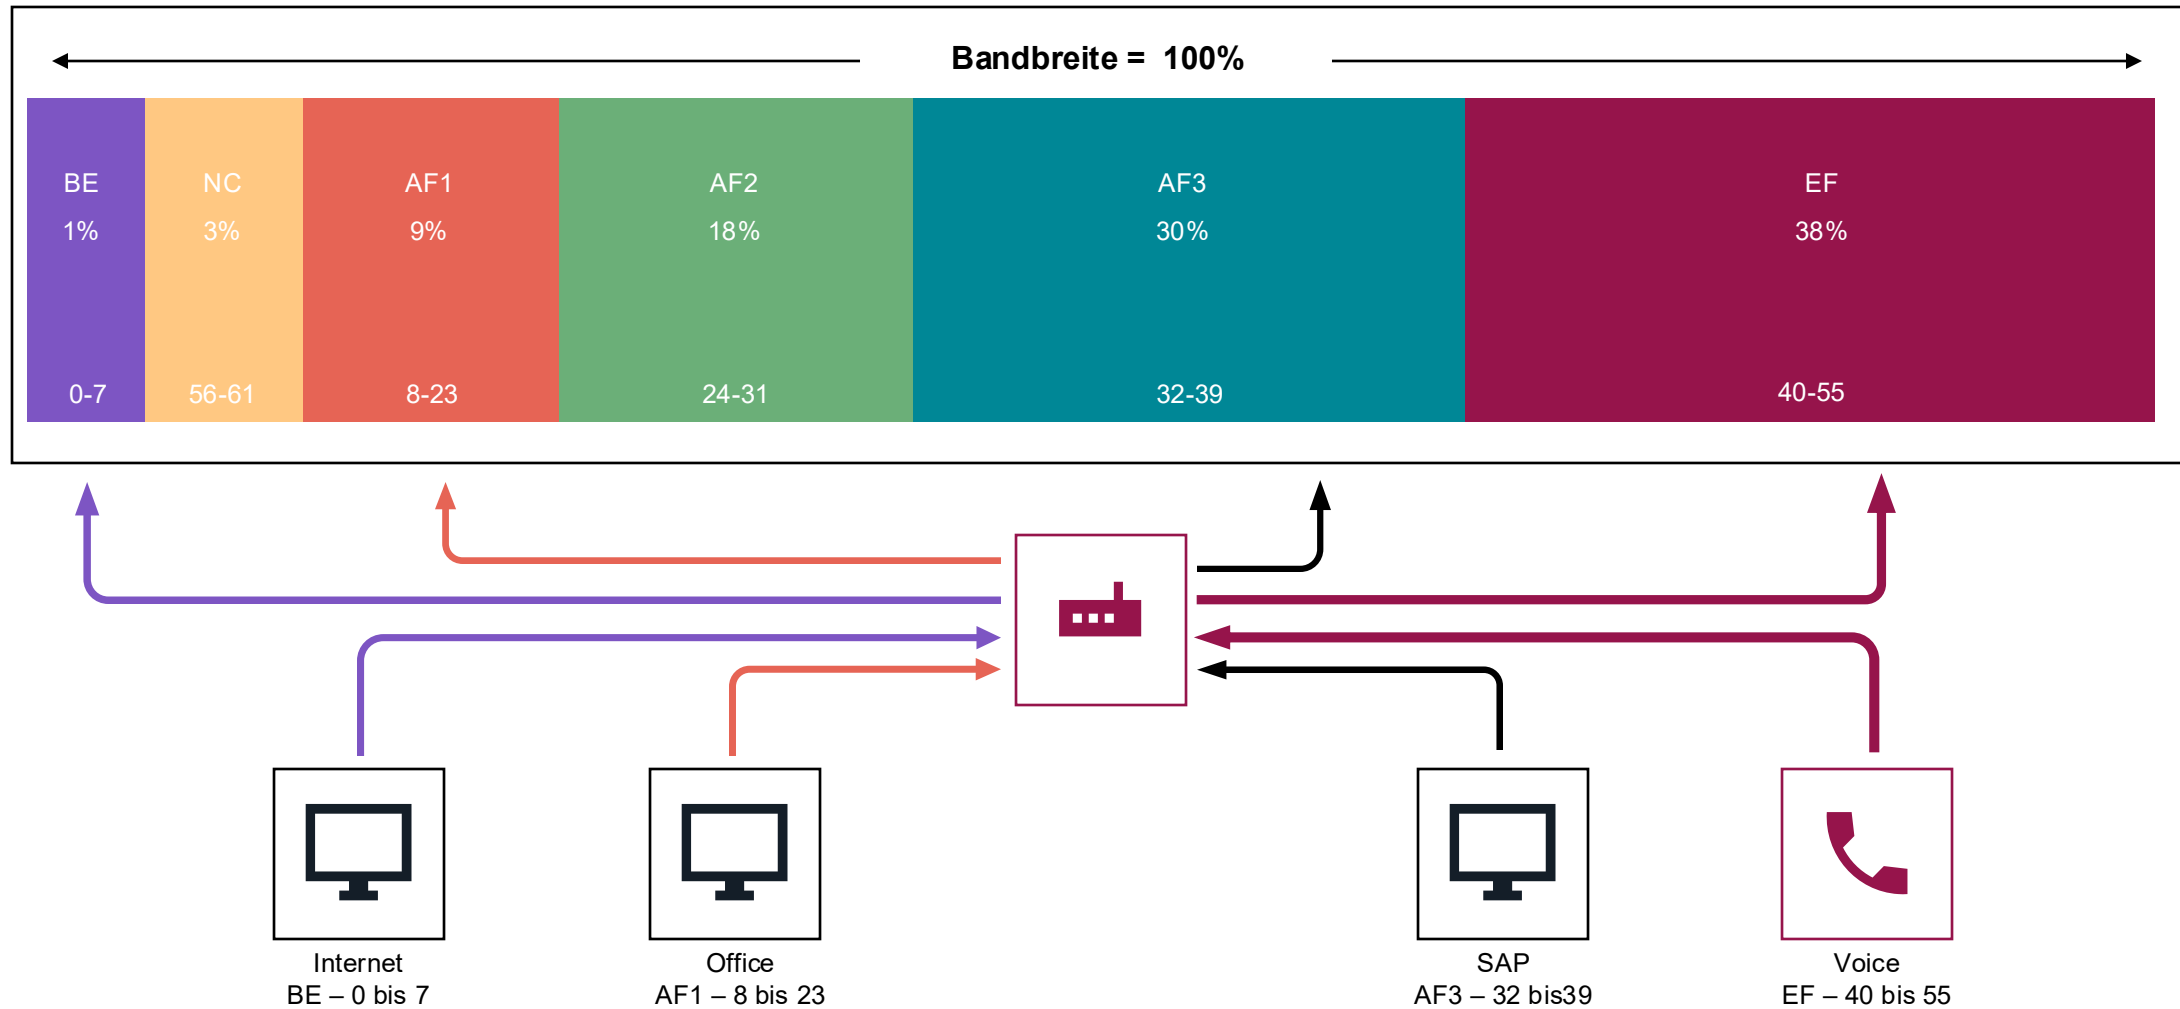 Bandbreite = 100%
BE
1%
0-7
NC
3%
56-61
AF1
9%
8-23
AF2
18%
24-31
AF3
30%
32-39
EF
38%
40-55
Internet
BE – 0 bis 7
Office
AF1 – 8 bis 23
SAP
AF3 – 32 bis39
Voice
EF – 40 bis 55